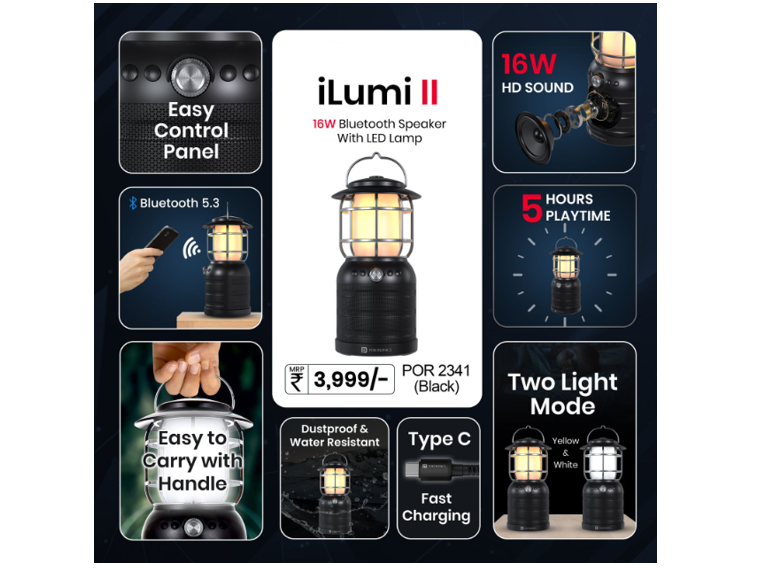 Easy
Control
Panel
iLumi II
16W Bluetooth Speaker
With LED Lamp
16W
HD SOUND
Bluetooth 5.3
5 HOURS
PLAYTIME
MRP
₹ 3,999/-
POR 2341
(Black)
Easy to
Carry with
Handle
Dustproof &
Water Resistant
Type C
Fast
Charging
Two Light
Mode
Yellow
&
White